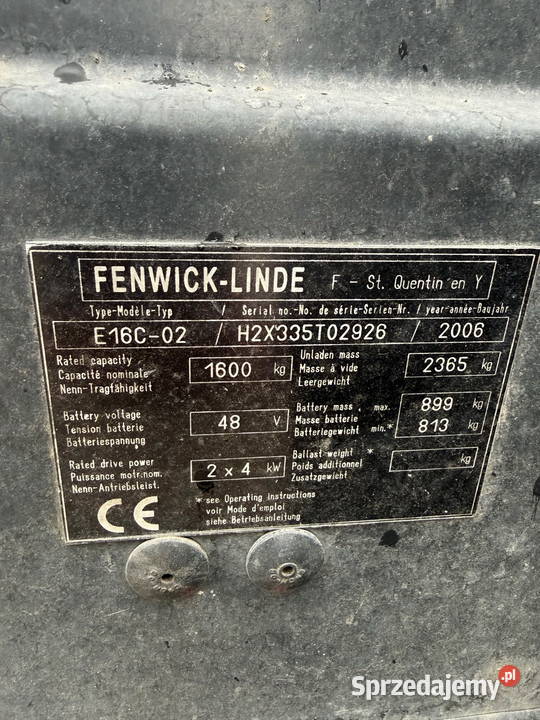 FENWICK-LINDE F - St. Quentin en Y
Type-Modèle-Typ / Serial no.-No. de série-Serien-Nr. / year-année-Baujahr
E16C-02 / H2X335T02926 / 2006
Rated capacity
Capacité nominale 1600 kg
Nenn-Tragfähigkeit
Unladen mass
Masse à vide 2365 kg
Leergewicht
Battery voltage
Tension batterie 48 V
Batteriespannung
Battery mass max. 899 kg
Masse batterie
Batteriegewicht min.* 813 kg
Rated drive power
Puissance motr.nom. 2 x 4 kW
Nenn-Antriebsleist.
Ballast weight *
Poids additionnel kg
Zusatzgewicht
CE
* see Operating instructions
voir Mode d'emploi
siehe Betriebsanleitung
Sprzedajemy.pl